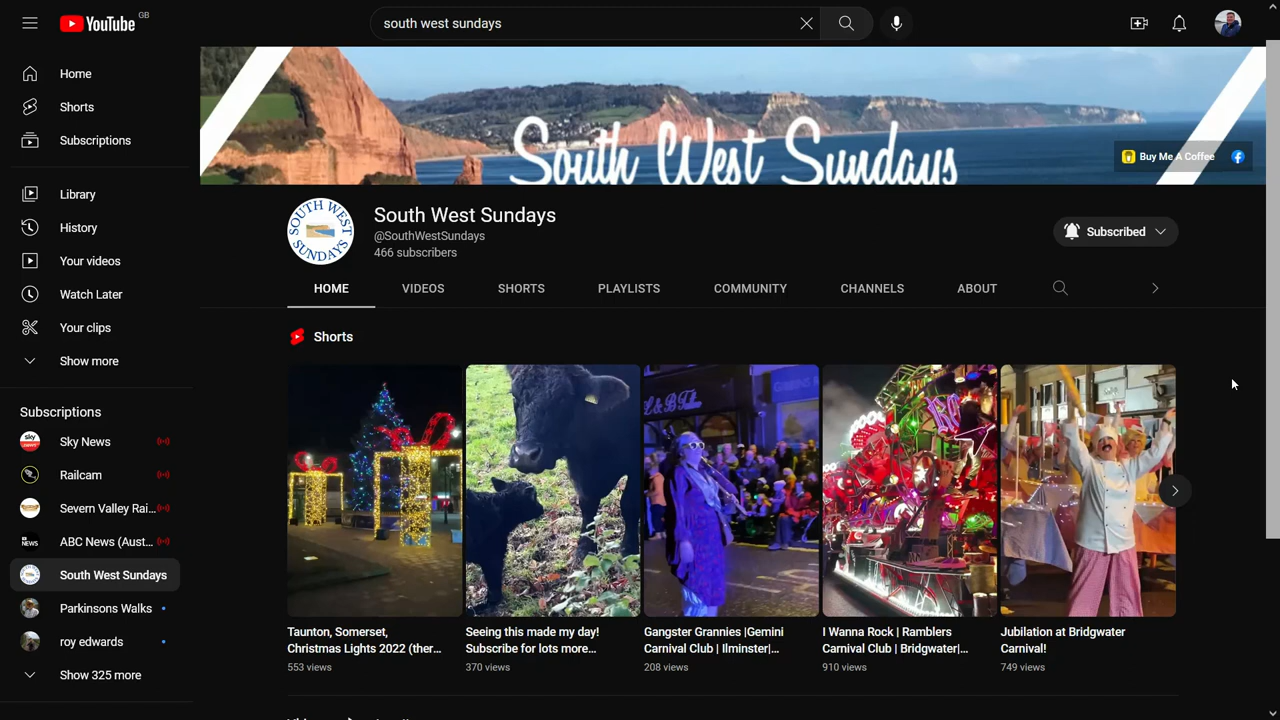 YouTube GB
south west sundays
Home
Shorts
Subscriptions
Library
History
Your videos
Watch Later
Your clips
Show more
Subscriptions
Sky News
Railcam
Severn Valley Rai...
ABC News (Aust...
South West Sundays
Parkinsons Walks
roy edwards
Show 325 more
South West Sundays
Buy Me A Coffee
SOUTH WEST SUNDAYS
South West Sundays
@SouthWestSundays
466 subscribers
Subscribed
HOME
VIDEOS
SHORTS
PLAYLISTS
COMMUNITY
CHANNELS
ABOUT
Shorts
Taunton, Somerset,
Christmas Lights 2022 (ther...
553 views
Seeing this made my day!
Subscribe for lots more...
370 views
Gangster Grannies |Gemini
Carnival Club | Ilminster|...
208 views
I Wanna Rock | Ramblers
Carnival Club | Bridgwater|...
910 views
Jubilation at Bridgwater
Carnival!
749 views